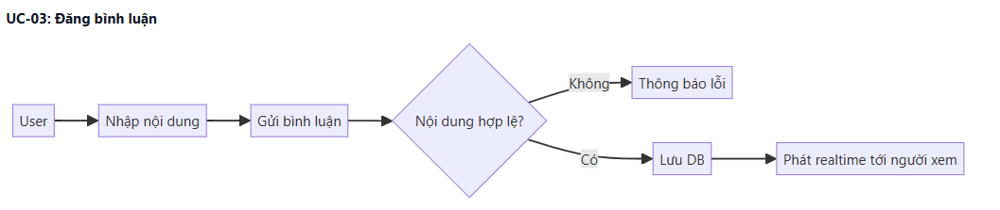 UC-03: Đăng bình luận
User
Nhập nội dung
Gửi bình luận
Nội dung hợp lệ?
Không
Thông báo lỗi
Có
Lưu DB
Phát realtime tới người xem